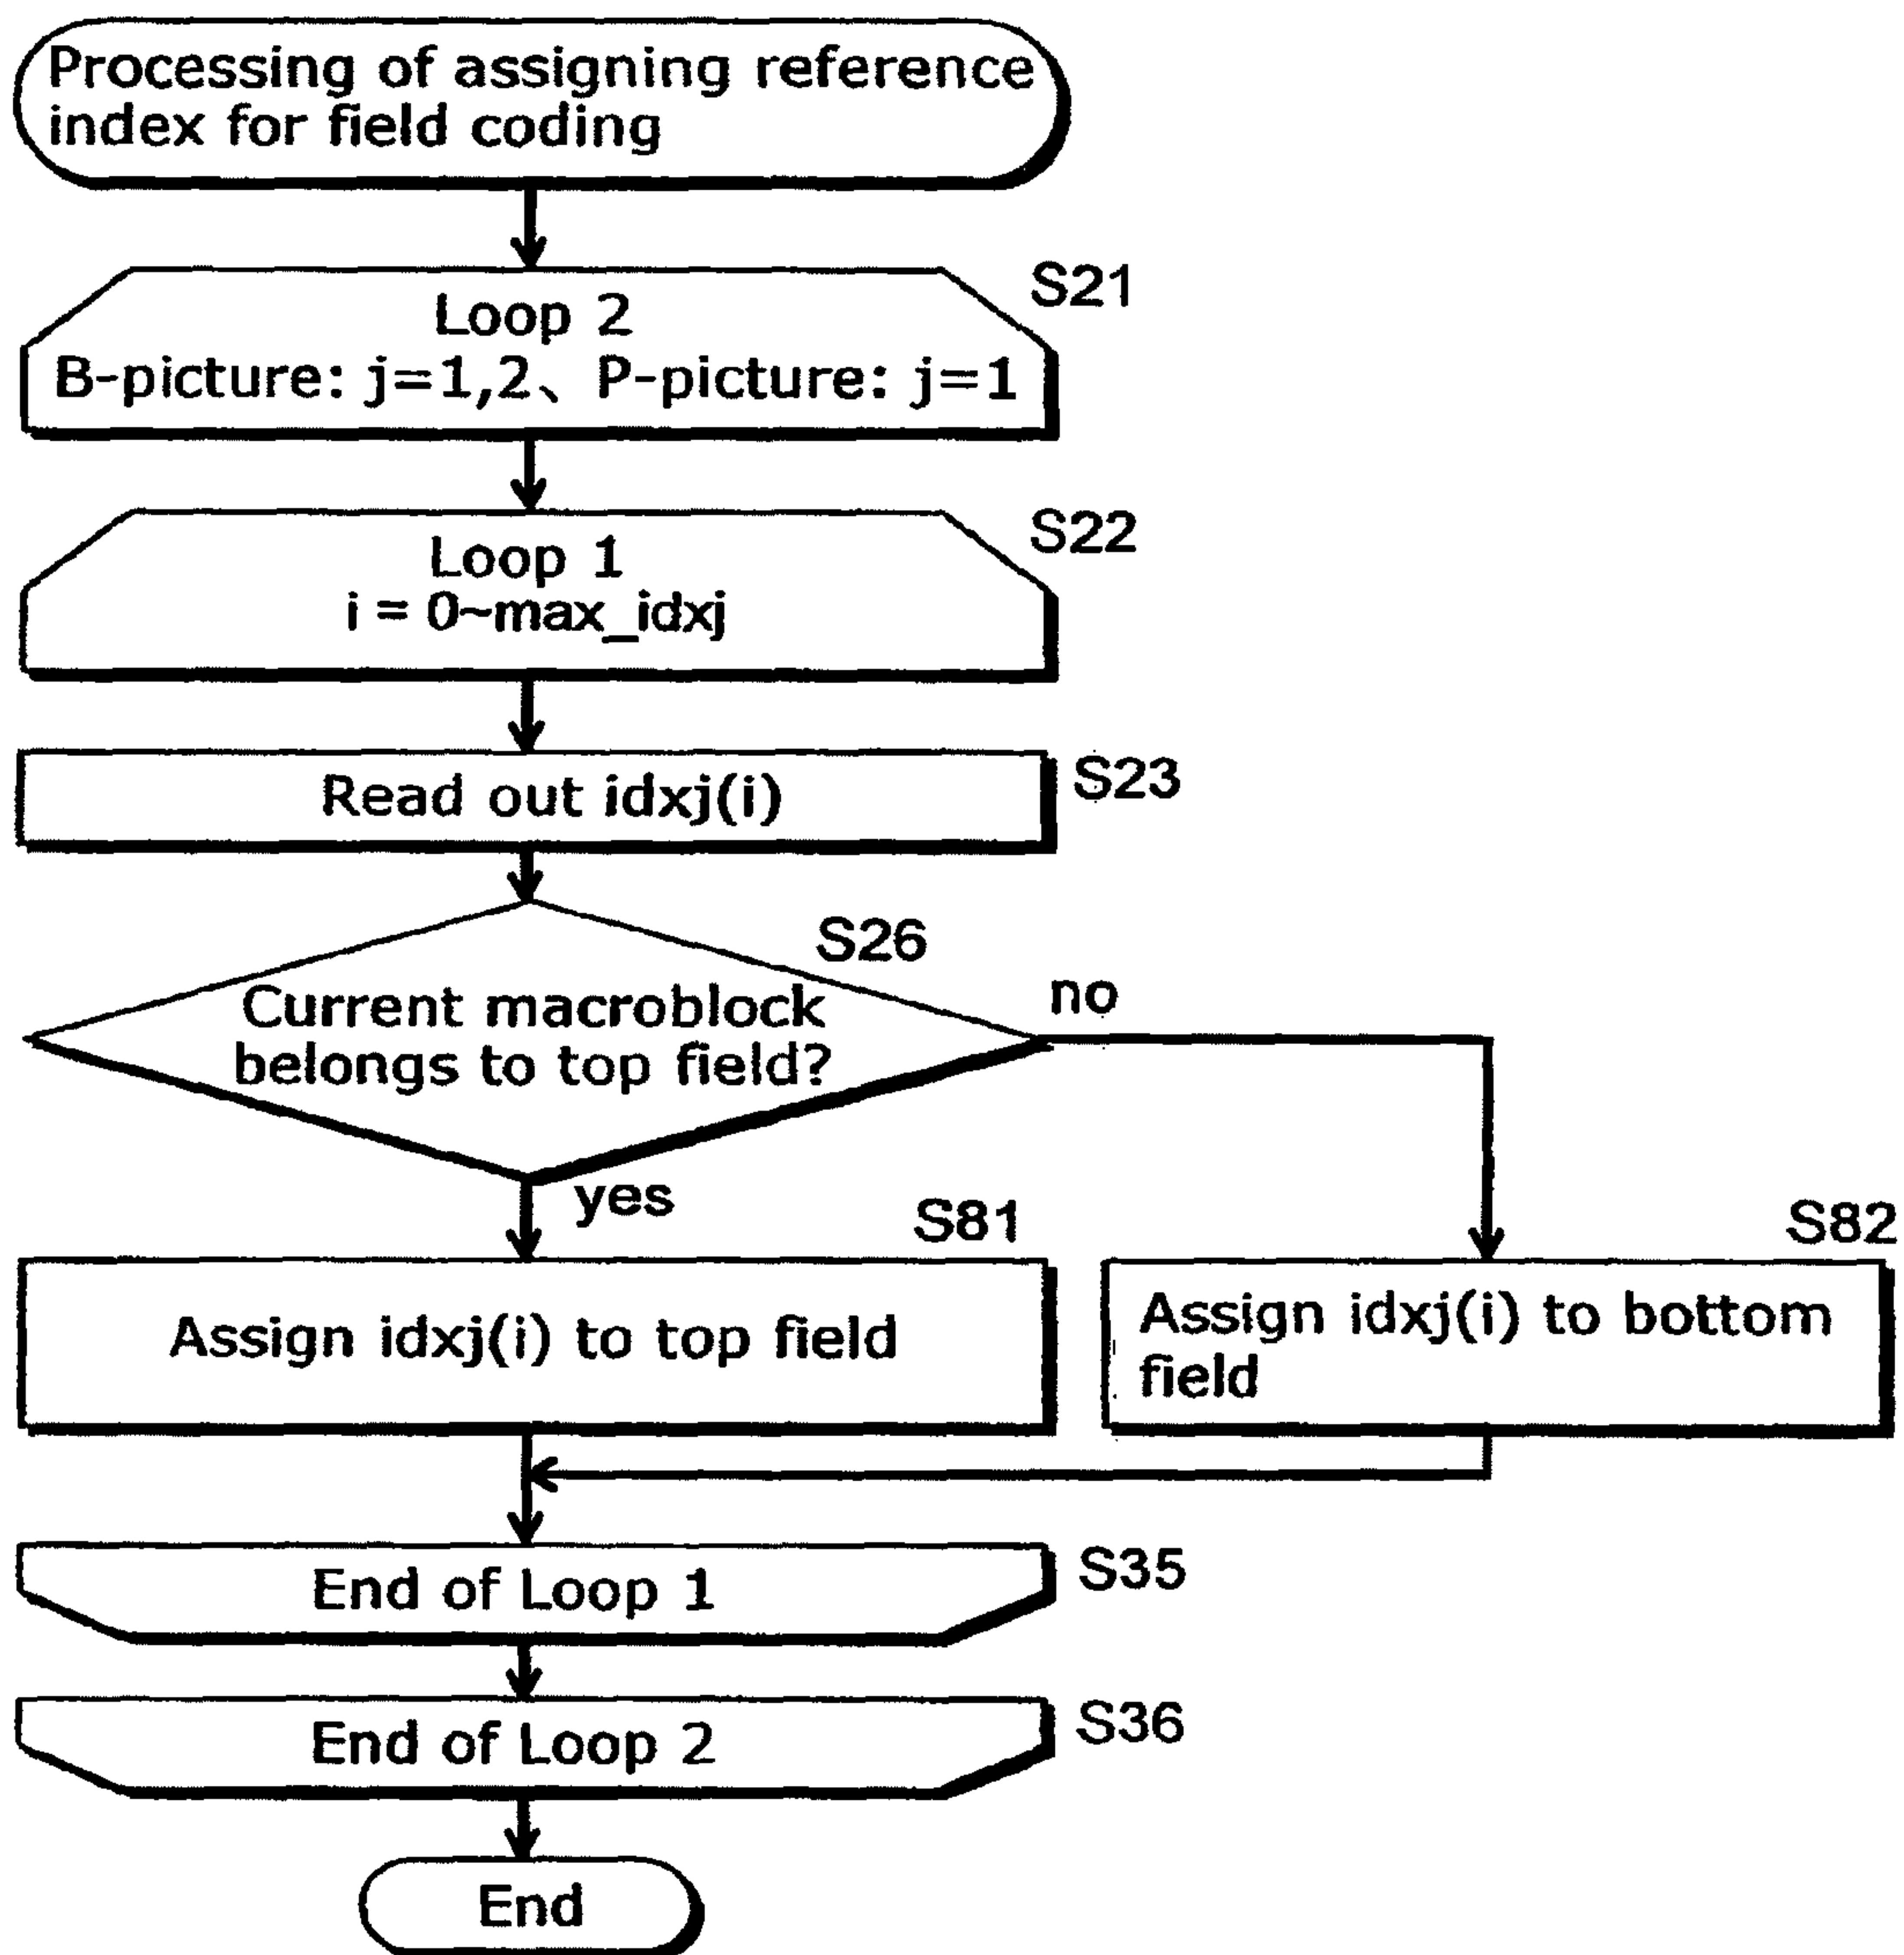 Processing of assigning reference
index for field coding
S21
Loop 2
B-picture: j=1,2、 P-picture: j=1
S22
Loop 1
i = 0~max_idxj
Read out idxj(i)
S23
S26
Current macroblock
belongs to top field?
no
yes
S81
Assign idxj(i) to top field
S82
Assign idxj(i) to bottom
field
End of Loop 1
S35
End of Loop 2
S36
End